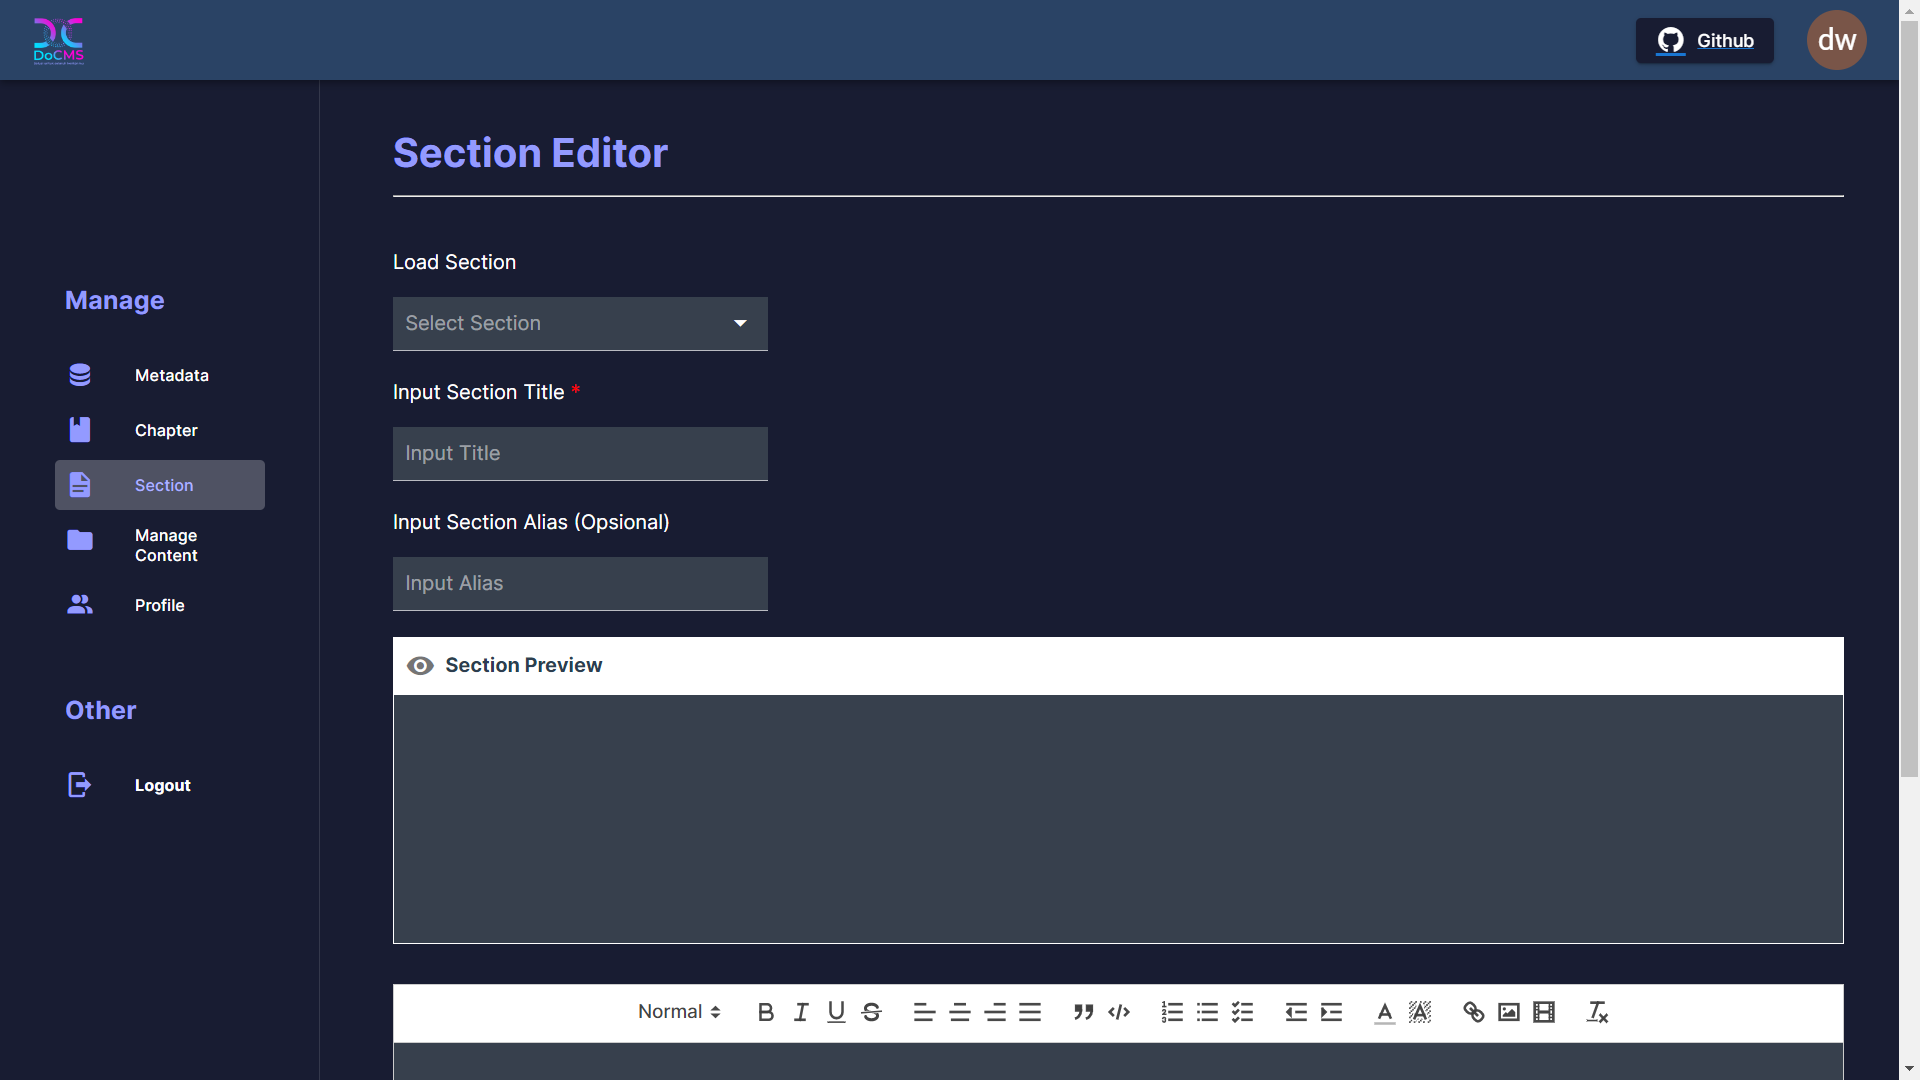 DoCMS
Github
dw
Section Editor
Load Section
Select Section
Manage
Input Section Title *
Metadata
Chapter
Input Title
Section
Input Section Alias (Opsional)
Manage
Content
Input Alias
Profile
Section Preview
Other
Logout
Normal